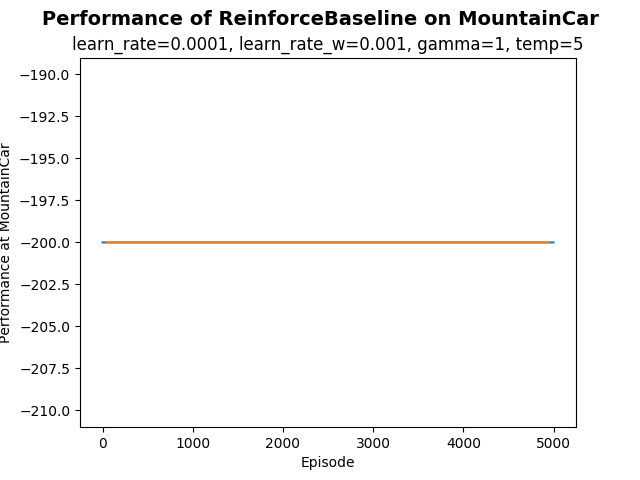 Performance of ReinforceBaseline on MountainCar
learn_rate=0.0001, learn_rate_w=0.001, gamma=1, temp=5
Performance at MountainCar
−190.0
−192.5
−195.0
−197.5
−200.0
−202.5
−205.0
−207.5
−210.0
0 1000 2000 3000 4000 5000
Episode